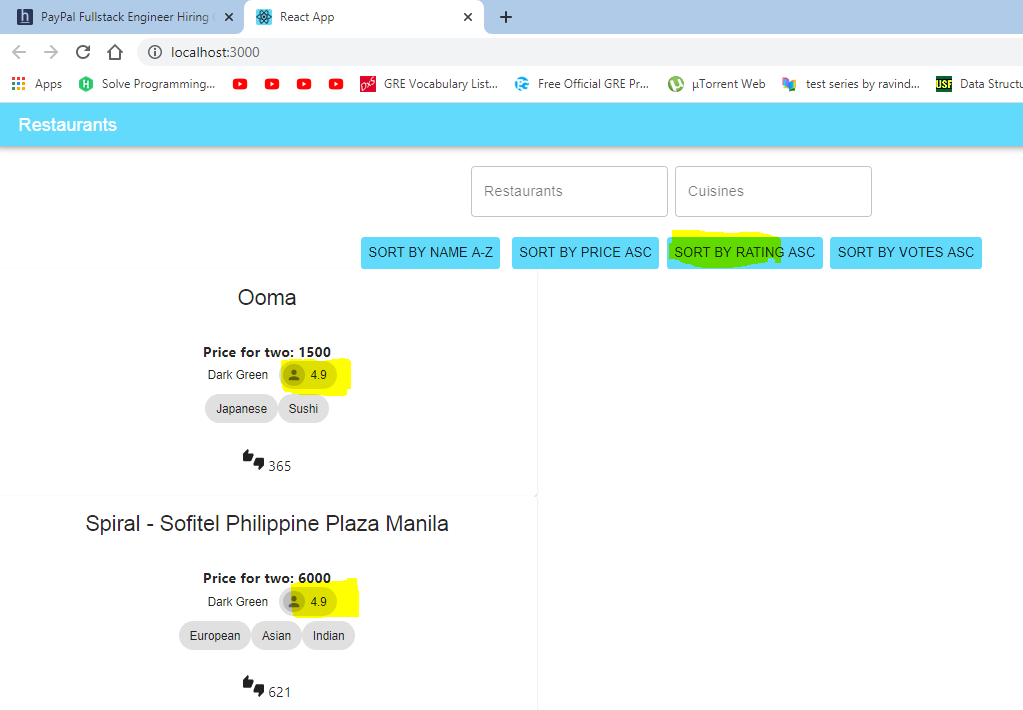 PayPal Fullstack Engineer Hiring
React App
localhost:3000
Apps Solve Programming... GRE Vocabulary List... Free Official GRE Pr... µTorrent Web test series by ravind... USF Data Structu
Restaurants
Restaurants Cuisines
SORT BY NAME A-Z SORT BY PRICE ASC SORT BY RATING ASC SORT BY VOTES ASC
Ooma
Price for two: 1500
Dark Green 4.9
Japanese Sushi
365
Spiral - Sofitel Philippine Plaza Manila
Price for two: 6000
Dark Green 4.9
European Asian Indian
621